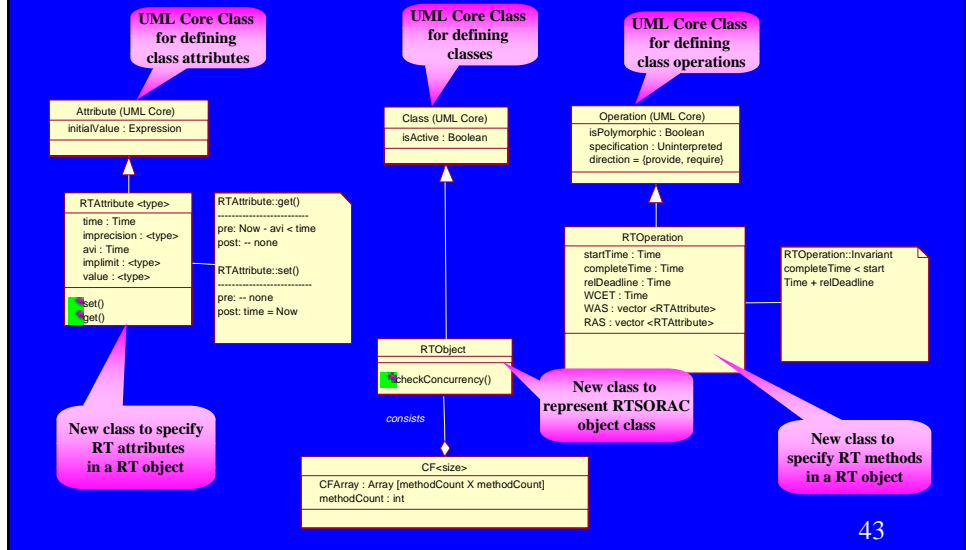 UML Core Class
for defining
class attributes
UML Core Class
for defining
classes
UML Core Class
for defining
class operations
Attribute (UML Core)
initialValue : Expression
Class (UML Core)
isActive : Boolean
Operation (UML Core)
isPolymorphic : Boolean
specification : Uninterpreted
direction = {provide, require}
RTAttribute <type>
time : Time
imprecision : <type>
avi : Time
implimit : <type>
value : <type>
set()
get()
RTAttribute::get()
--------------------------
pre: Now - avi < time
post: -- none
RTAttribute::set()
---------------------------
pre: -- none
post: time = Now
RTOperation
startTime : Time
completeTime : Time
relDeadline : Time
WCET : Time
WAS : vector <RTAttribute>
RAS : vector <RTAttribute>
RTOperation::Invariant
completeTime < start
Time + relDeadline
RTObject
checkConcurrency()
New class to
represent RTSORAC
object class
New class to specify
RT attributes
in a RT object
consists
New class to
specify RT methods
in a RT object
CF<size>
CFArray : Array [methodCount X methodCount]
methodCount : int
43